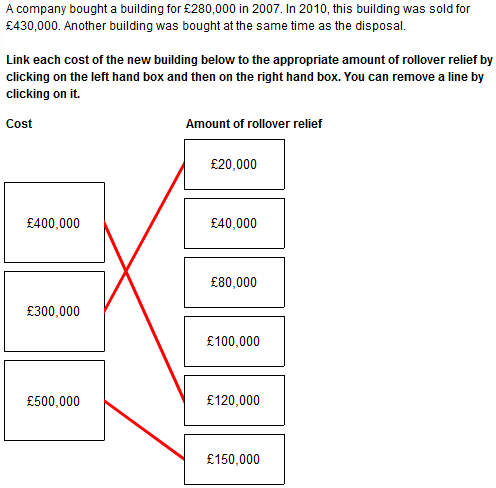 A company bought a building for £280,000 in 2007. In 2010, this building was sold for
£430,000. Another building was bought at the same time as the disposal.
Link each cost of the new building below to the appropriate amount of rollover relief by
clicking on the left hand box and then on the right hand box. You can remove a line by
clicking on it.
Cost
Amount of rollover relief
£400,000
£300,000
£500,000
£20,000
£40,000
£80,000
£100,000
£120,000
£150,000